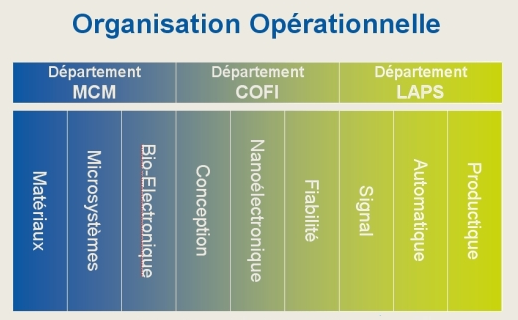 Organisation Opérationnelle
Département
MCM
Département
COFI
Département
LAPS
Matériaux
Microsystèmes
Bio-Electronique
Conception
Nanoélectronique
Fiabilité
Signal
Automatique
Productique